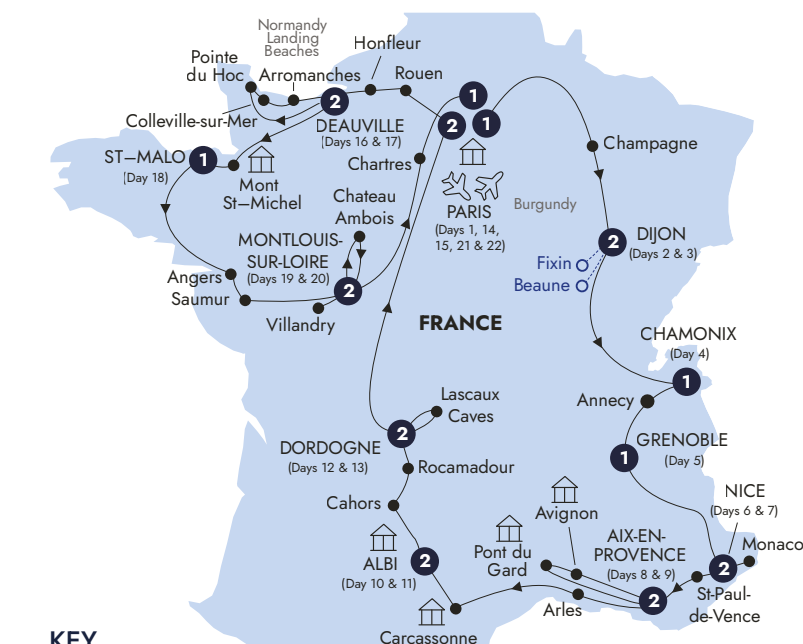 Normandy
Landing
Beaches
Honfleur
Pointe
du Hoc
Arromanches
Rouen
Colleville-sur-Mer
2
DEAUVILLE
(Days 16 & 17)
1
2
1
ST–MALO
(Day 18)
1
Mont
St–Michel
Chartres
Champagne
Chateau
Ambois
PARIS
(Days 1, 14,
15, 21 & 22)
Burgundy
MONTLOUIS-
SUR-LOIRE
(Days 19 & 20)
2
2
DIJON
(Days 2 & 3)
Fixin
Beaune
Angers
Saumur
Villandry
FRANCE
CHAMONIX
(Day 4)
1
Annecy
Lascaux
Caves
2
DORDOGNE
(Days 12 & 13)
1
GRENOBLE
(Day 5)
Rocamadour
Cahors
NICE
(Days 6 & 7)
Avignon
ALBI
(Day 10 & 11)
2
Pont du
Gard
AIX-EN-
PROVENCE
(Days 8 & 9)
2
2
Monaco
St-Paul-
de-Vence
Arles
Carcassonne
KEY